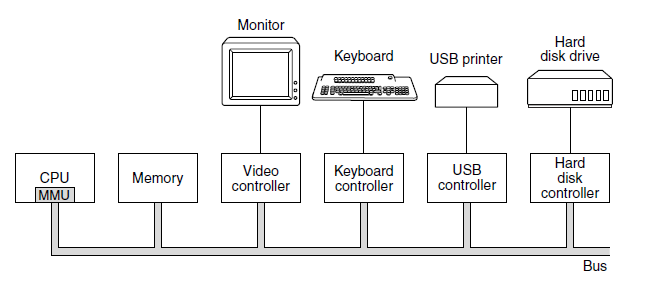 Monitor
Keyboard
USB printer
Hard
disk drive
CPU
MMU
Memory
Video
controller
Keyboard
controller
USB
controller
Hard
disk
controller
Bus